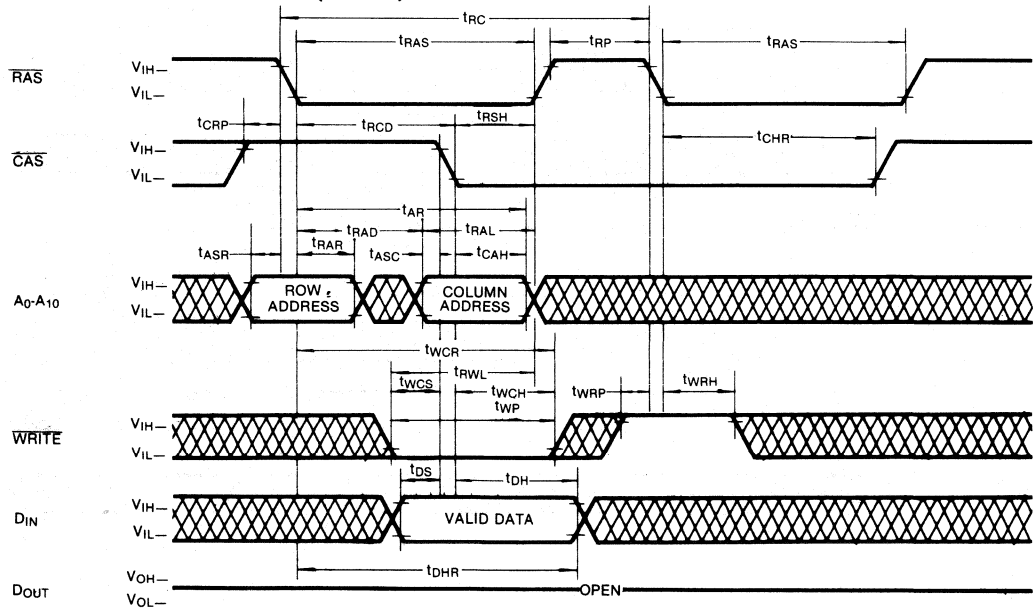 tRC
tRAS
tRP
tRAS
RAS
VIH
VIL
tCRP
tRCD
tRSH
tCHR
CAS
VIH
VIL
tAR
tRAD
tRAL
tASR
tRAR
tASC
tCAH
A0-A10
VIH
VIL
ROW
ADDRESS
COLUMN
ADDRESS
tWCR
tRWL
tWCS
tWCH
tWRP
tWRH
tWP
WRITE
VIH
VIL
tDS
tDH
DIN
VIH
VIL
VALID DATA
tDHR
DOUT
VOH
VOL
OPEN